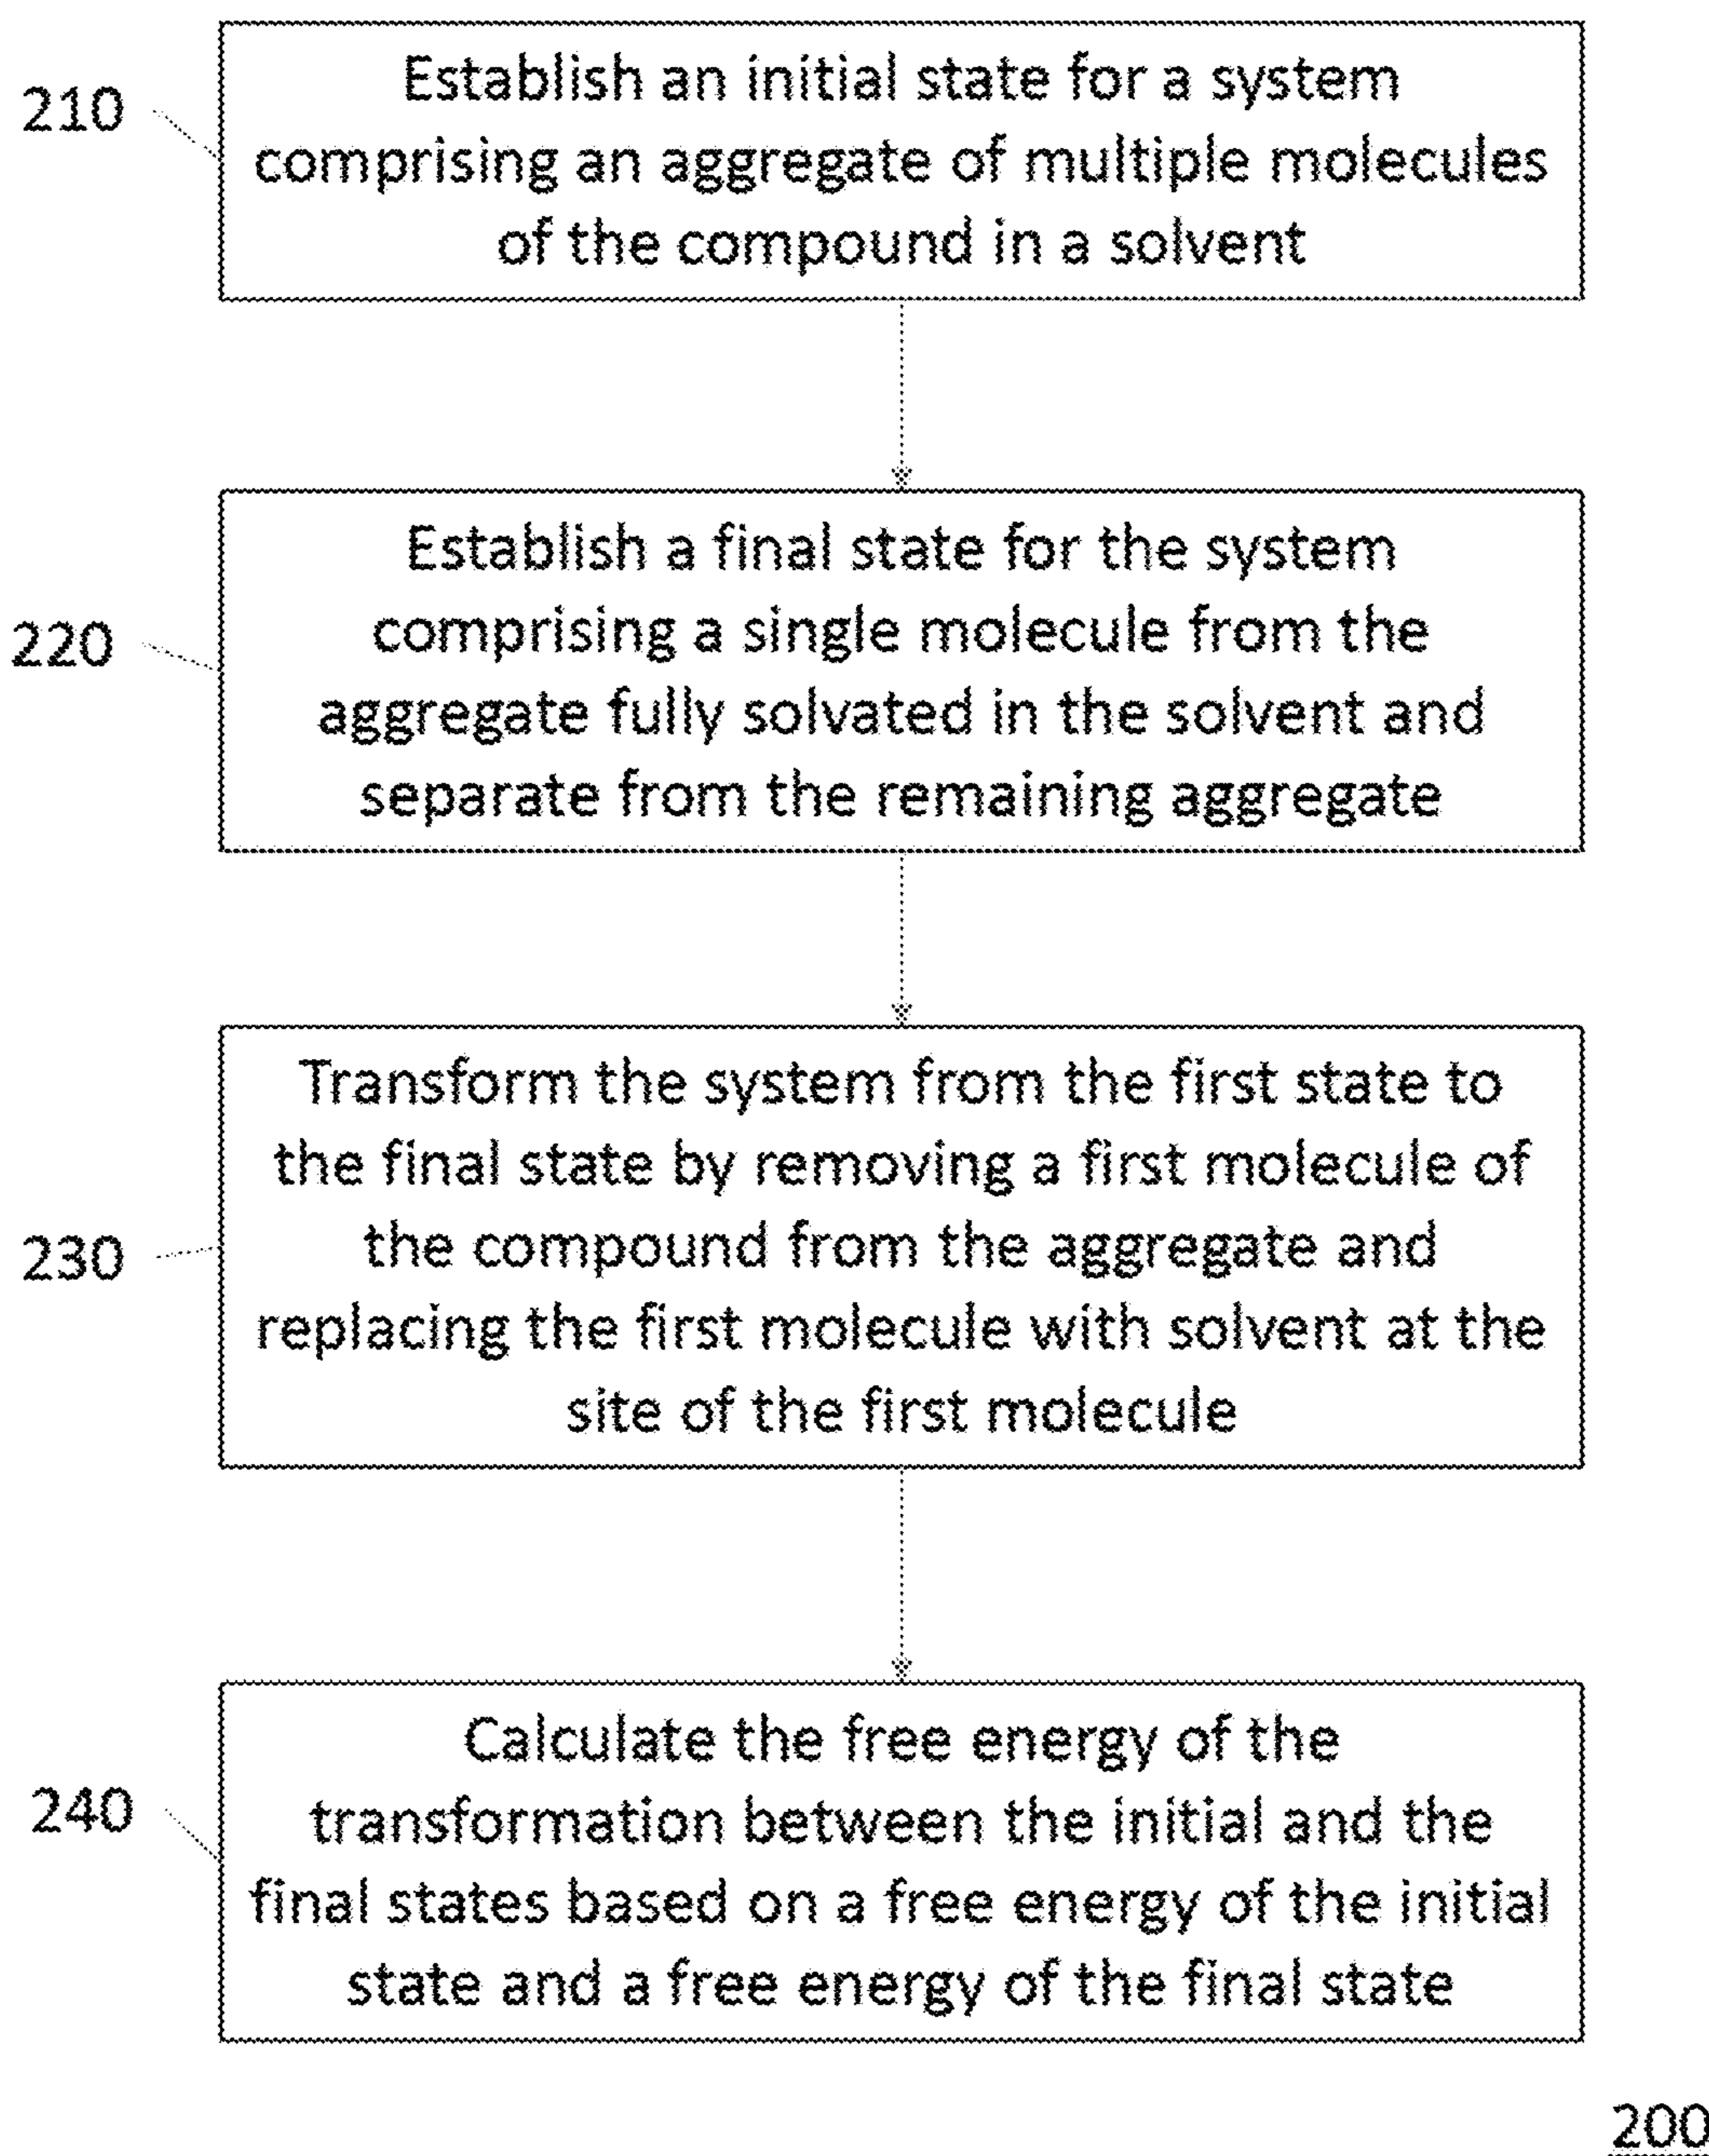 210
Establish an initial state for a system
comprising an aggregate of multiple molecules
of the compound in a solvent
220
Establish a final state for the system
comprising a single molecule from the
aggregate fully solvated in the solvent and
separate from the remaining aggregate
230
Transform the system from the first state to
the final state by removing a first molecule of
the compound from the aggregate and
replacing the first molecule with solvent at the
site of the first molecule
240
Calculate the free energy of the
transformation between the initial and the
final states based on a free energy of the initial
state and a free energy of the final state
200